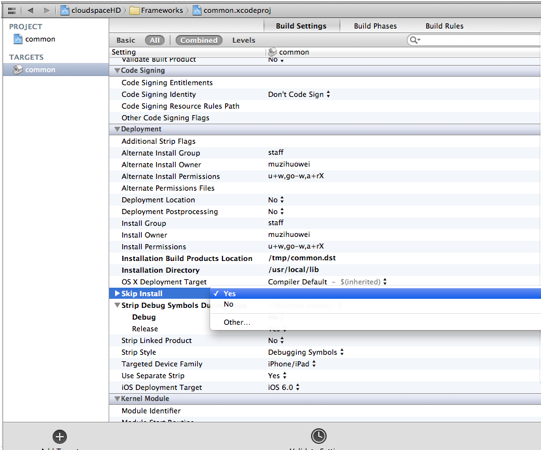 cloudspaceHD Frameworks common.xcodeproj
PROJECT
common
TARGETS
common
Build Settings Build Phases Build Rules
Basic All Combined Levels
Setting common
Validate Built Product No
Code Signing
Code Signing Entitlements
Code Signing Identity Don't Code Sign
Code Signing Resource Rules Path
Other Code Signing Flags
Deployment
Additional Strip Flags
Alternate Install Group staff
Alternate Install Owner muzihuowei
Alternate Install Permissions u+w,go-w,a+rX
Alternate Permissions Files
Deployment Location No
Deployment Postprocessing No
Install Group staff
Install Owner muzihuowei
Install Permissions u+w,go-w,a+rX
Installation Build Products Location /tmp/common.dst
Installation Directory /usr/local/lib
OS X Deployment Target Compiler Default - $(inherited)
Skip Install Yes
No
Other...
Strip Debug Symbols Du
Debug
Release Yes
Strip Linked Product No
Strip Style Debugging Symbols
Targeted Device Family iPhone/iPad
Use Separate Strip Yes
iOS Deployment Target iOS 6.0
Kernel Module
Module Identifier